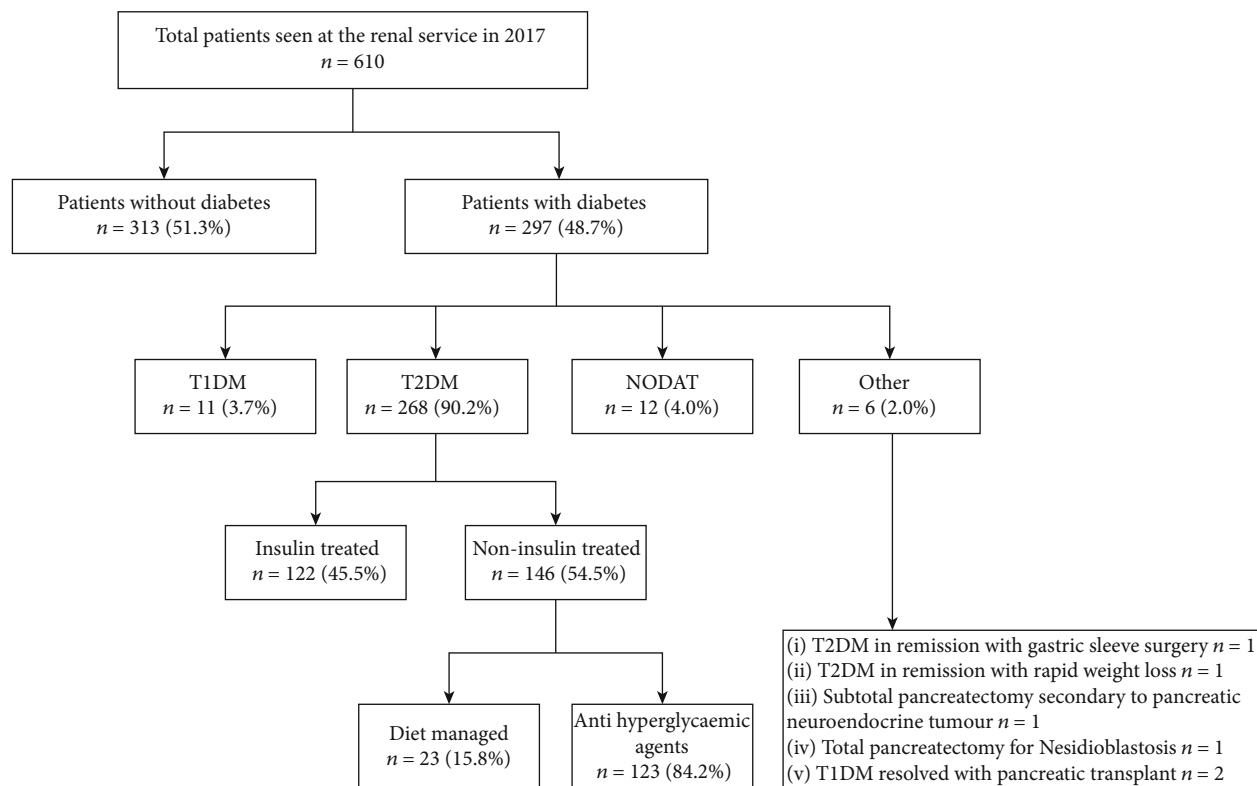 Total patients seen at the renal service in 2017
n = 610
Patients without diabetes
n = 313 (51.3%)
Patients with diabetes
n = 297 (48.7%)
T1DM
n = 11 (3.7%)
T2DM
n = 268 (90.2%)
NODAT
n = 12 (4.0%)
Other
n = 6 (2.0%)
Insulin treated
n = 122 (45.5%)
Non-insulin treated
n = 146 (54.5%)
Diet managed
n = 23 (15.8%)
Anti hyperglycaemic
agents
n = 123 (84.2%)
(i) T2DM in remission with gastric sleeve surgery n = 1
(ii) T2DM in remission with rapid weight loss n = 1
(iii) Subtotal pancreatectomy secondary to pancreatic
neuroendocrine tumour n = 1
(iv) Total pancreatectomy for Nesidioblastosis n = 1
(v) T1DM resolved with pancreatic transplant n = 2